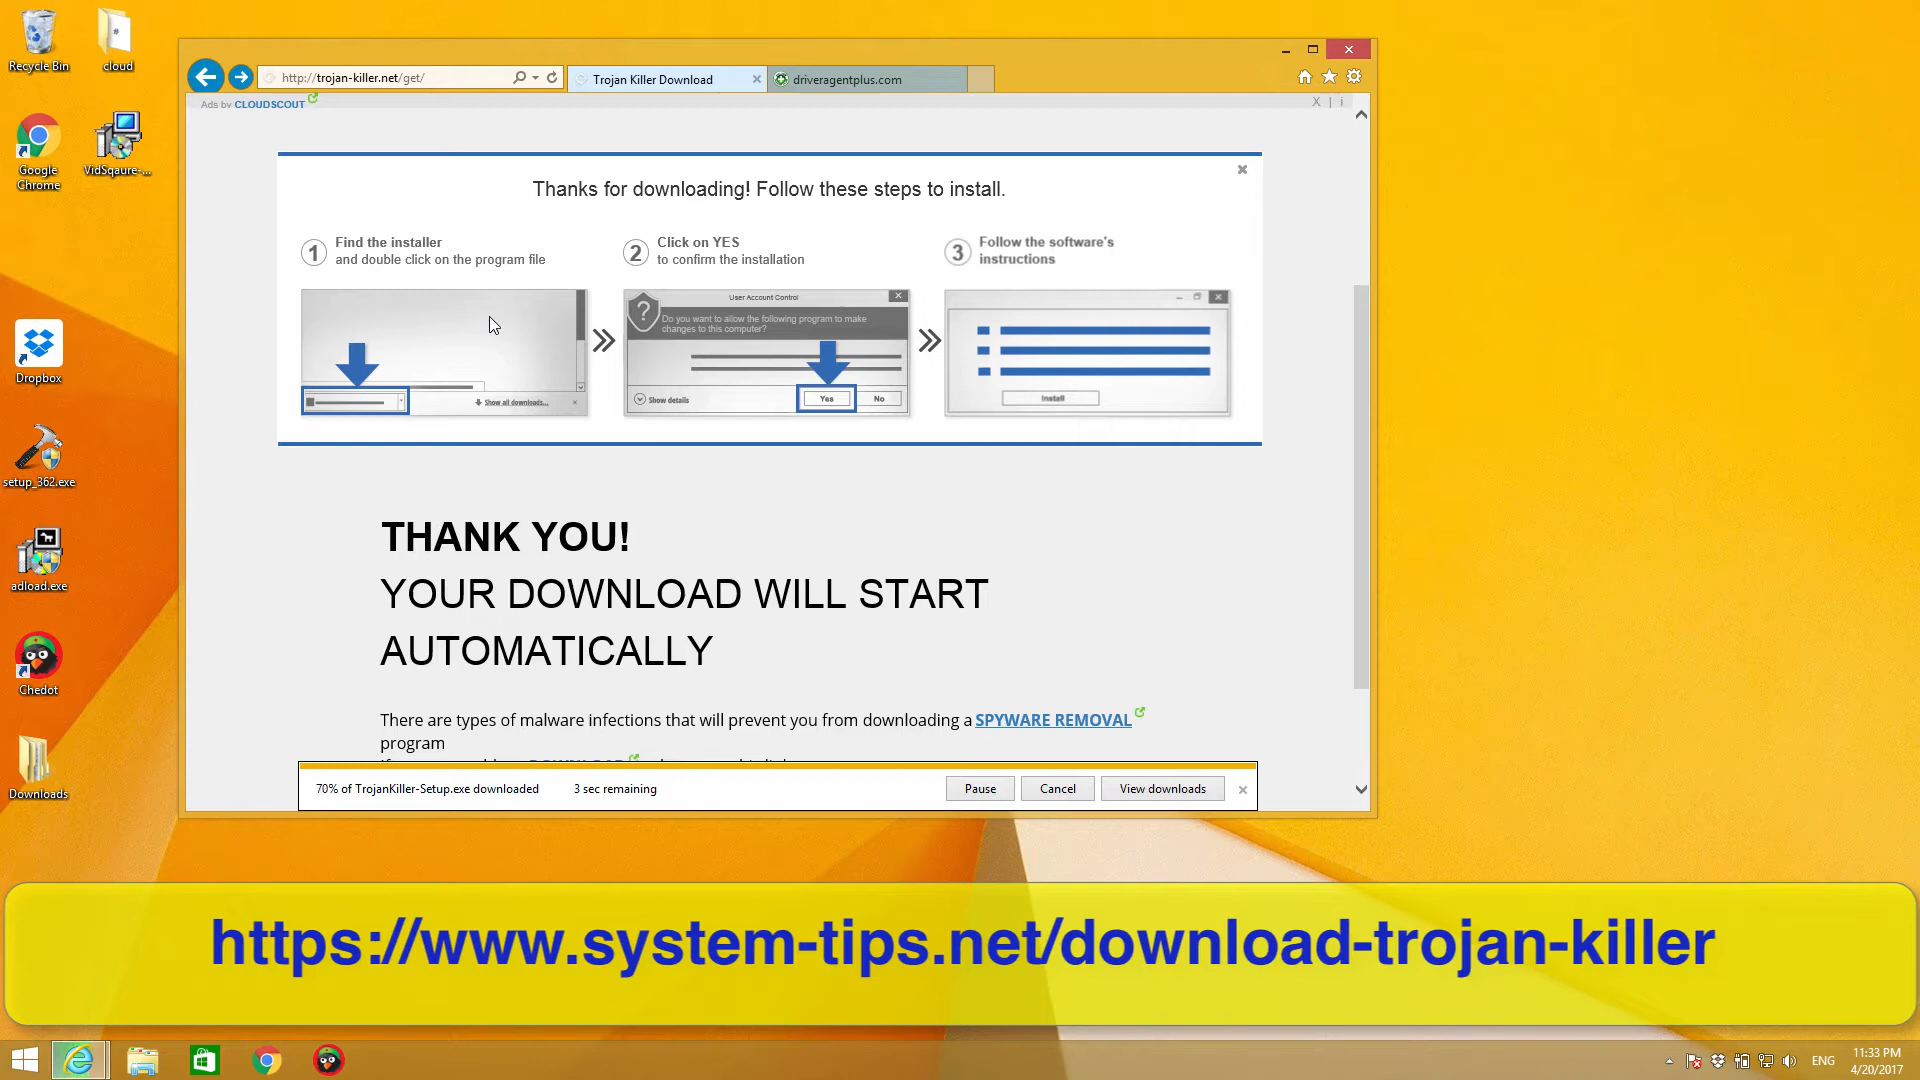 Recycle Bin
cloud
Google
Chrome
VidSqaure-...
Dropbox
setup_362.exe
adload.exe
Chedot
Downloads
http://trojan-killer.net/get/
Trojan Killer Download
driveragentplus.com
Ads by CLOUDSCOUT
X | i
Thanks for downloading! Follow these steps to install.
1
Find the installer
and double click on the program file
2
Click on YES
to confirm the installation
3
Follow the software's
instructions
Show all downloads...
User Account Control
?
Do you want to allow the following program to make
changes to this computer?
Show details
Yes
No
Install
THANK YOU!
YOUR DOWNLOAD WILL START
AUTOMATICALLY
There are types of malware infections that will prevent you from downloading a SPYWARE REMOVAL
program
70% of TrojanKiller-Setup.exe downloaded
3 sec remaining
Pause
Cancel
View downloads
https://www.system-tips.net/download-trojan-killer
ENG
11:33 PM
4/20/2017